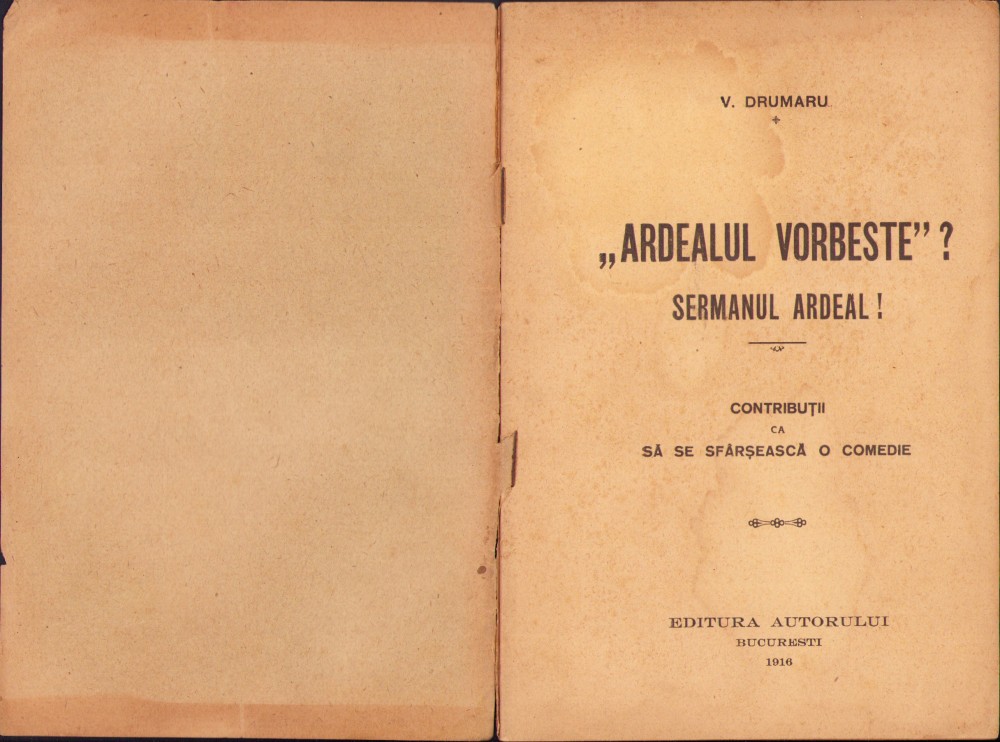 V. DRUMARU
„ARDEALUL VORBESTE” ?
SERMANUL ARDEAL !
CONTRIBUȚII
CA
SĂ SE SFÂRȘEASCĂ O COMEDIE
EDITURA AUTORULUI
BUCURESTI
1916